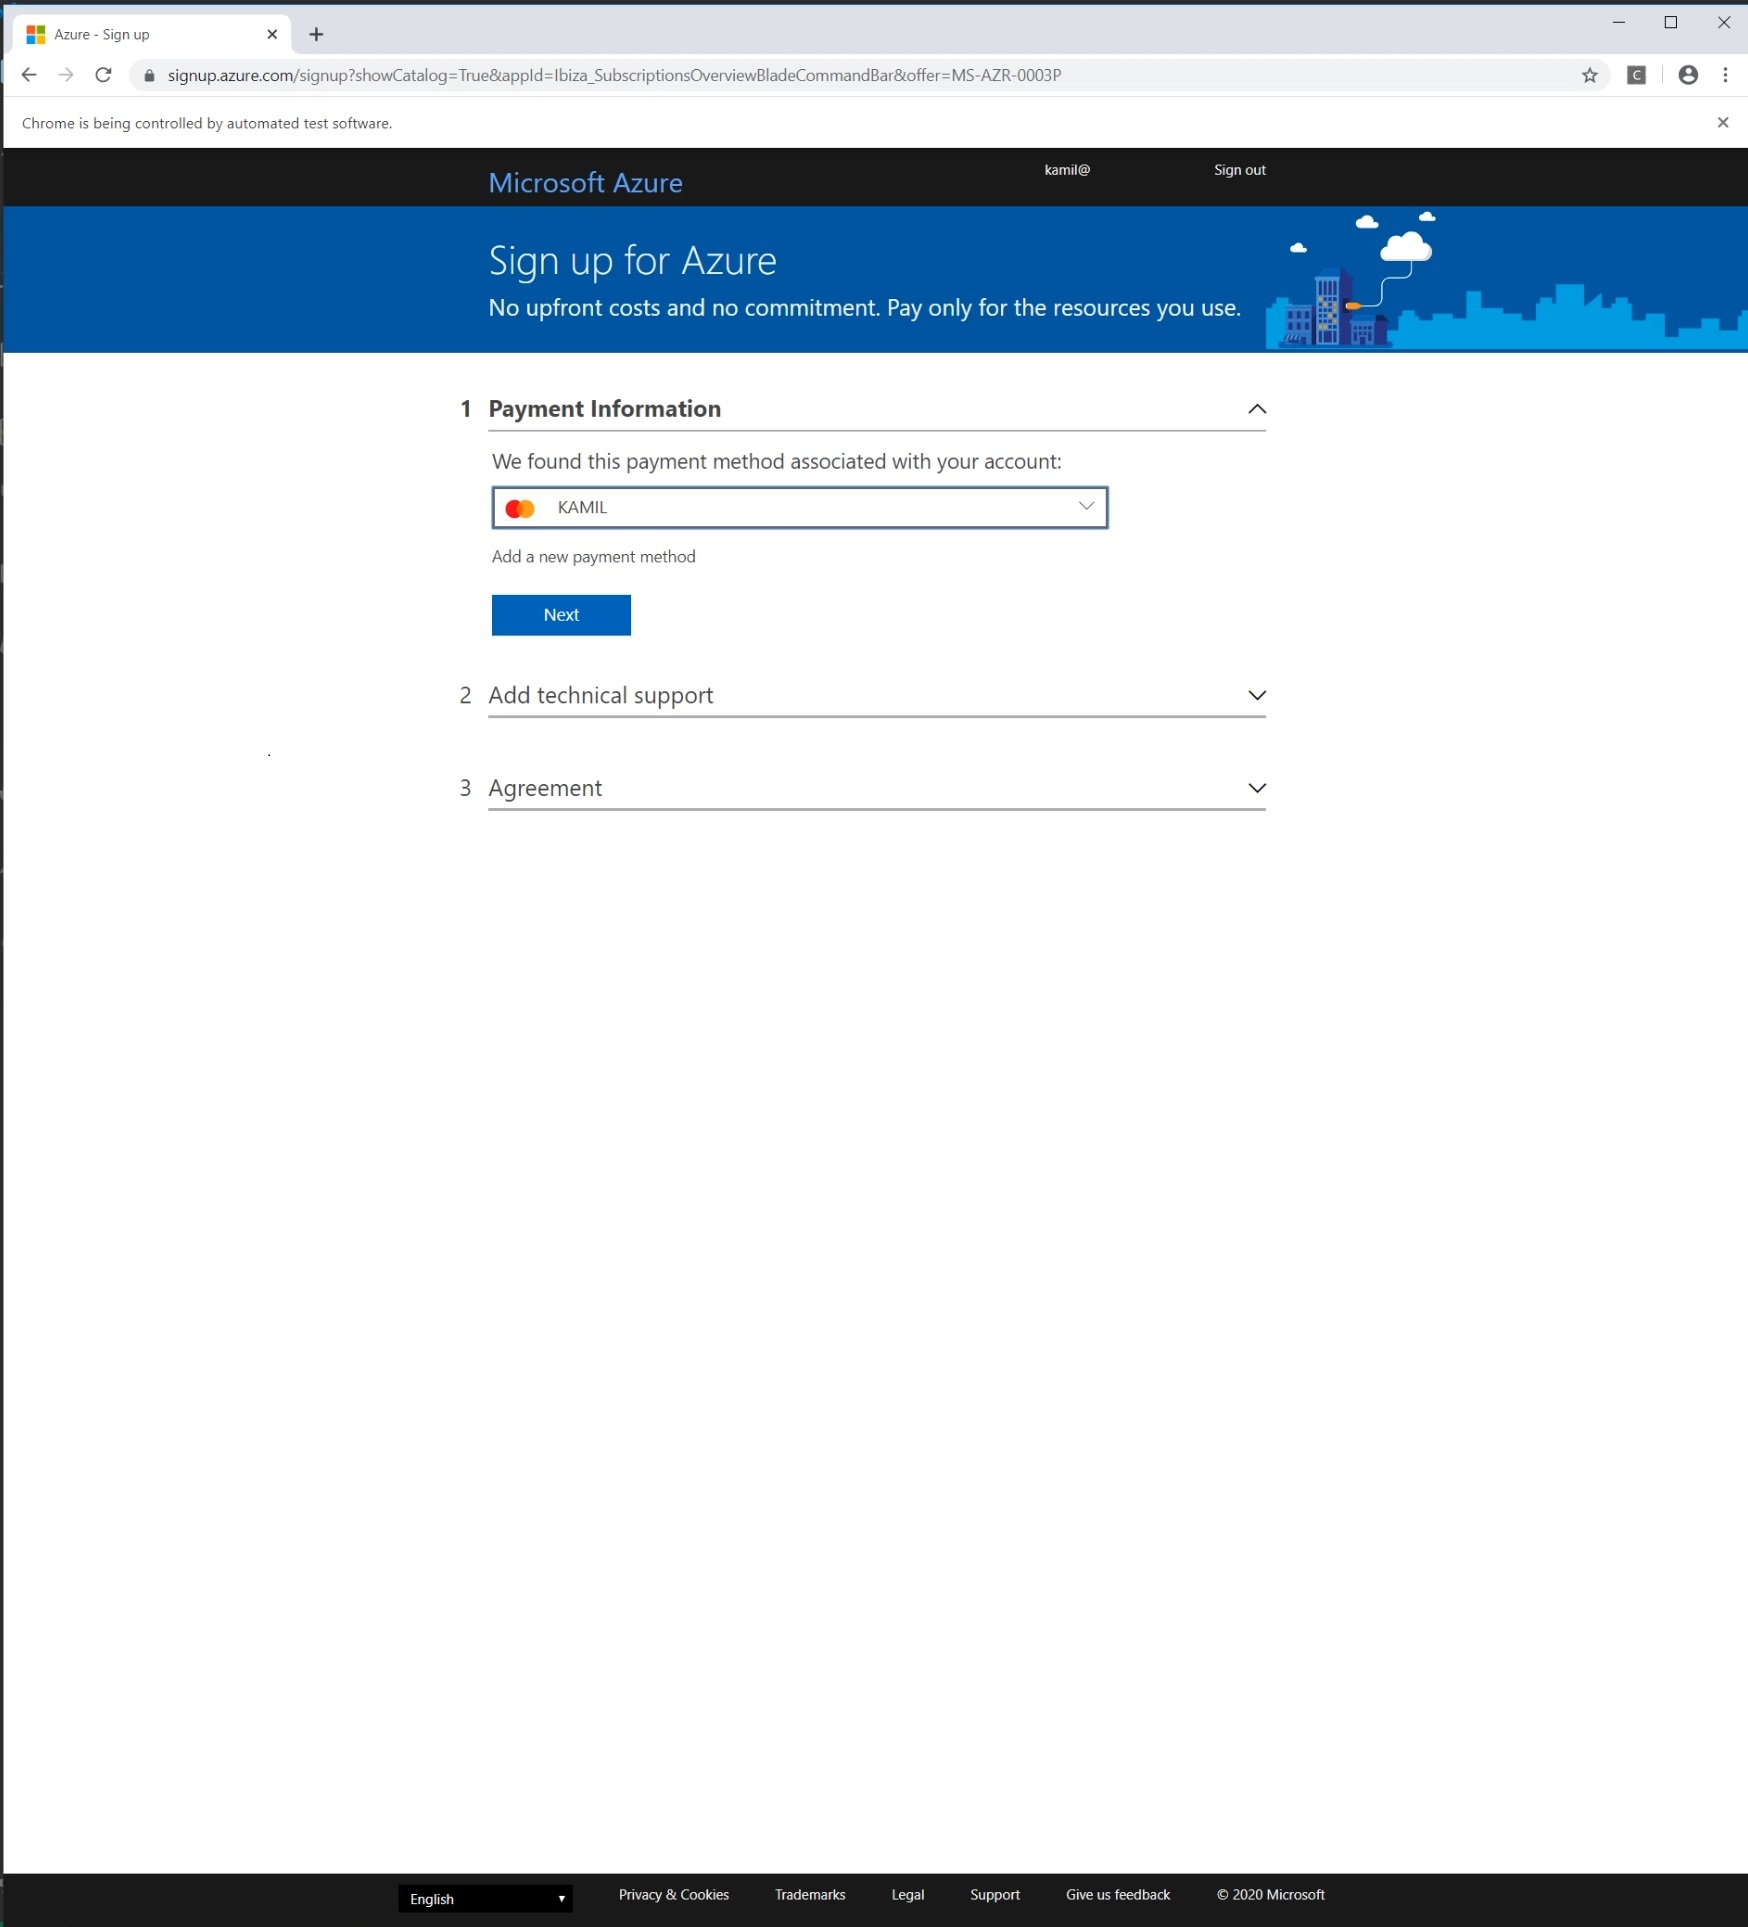 Azure - Sign up
signup.azure.com/signup?showCatalog=True&appId=Ibiza_SubscriptionsOverviewBladeCommandBar&offer=MS-AZR-0003P
C
Chrome is being controlled by automated test software.
Microsoft Azure
kamil@
Sign out
Sign up for Azure
No upfront costs and no commitment. Pay only for the resources you use.
1 Payment Information
We found this payment method associated with your account:
KAMIL
Add a new payment method
Next
2 Add technical support
3 Agreement
English
Privacy & Cookies
Trademarks
Legal
Support
Give us feedback
© 2020 Microsoft